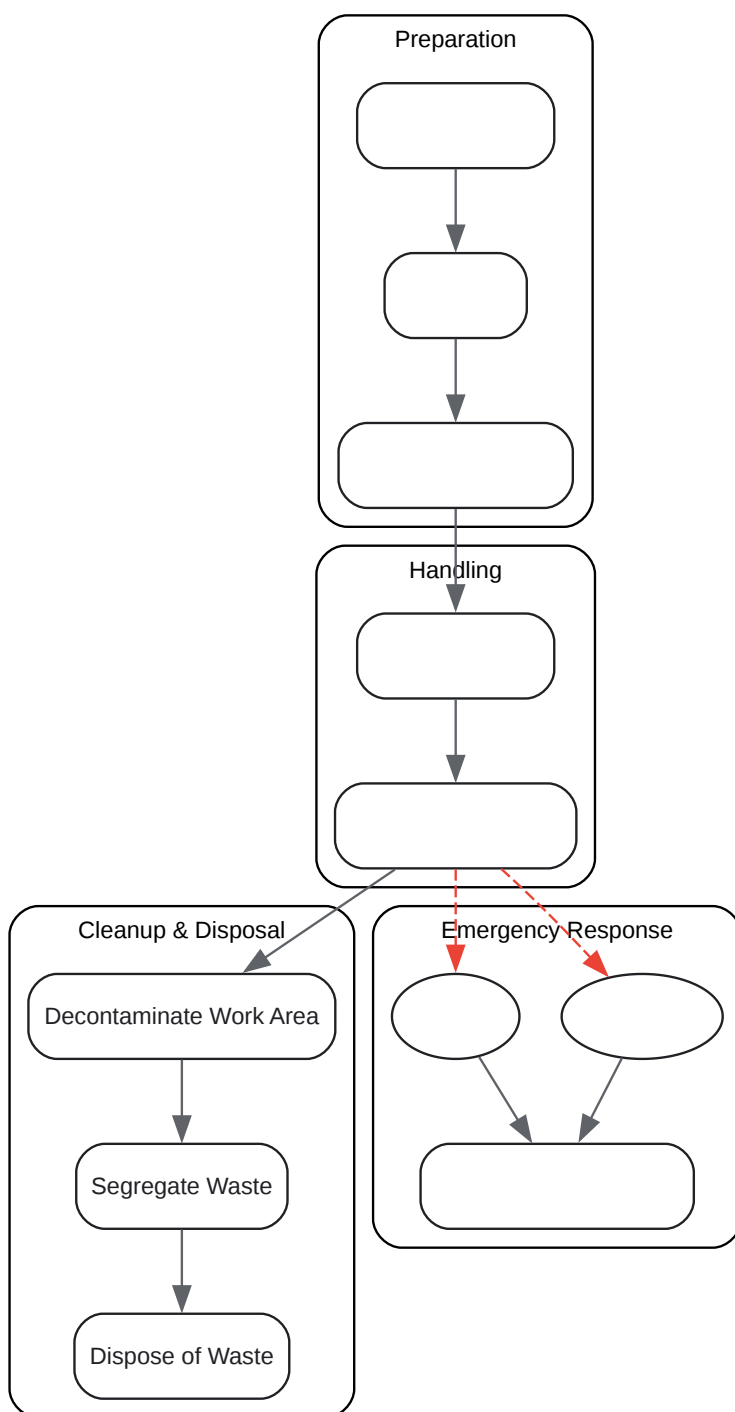 Preparation
Handling
Cleanup & Disposal
Emergency Response
Decontaminate Work Area
Segregate Waste
Dispose of Waste